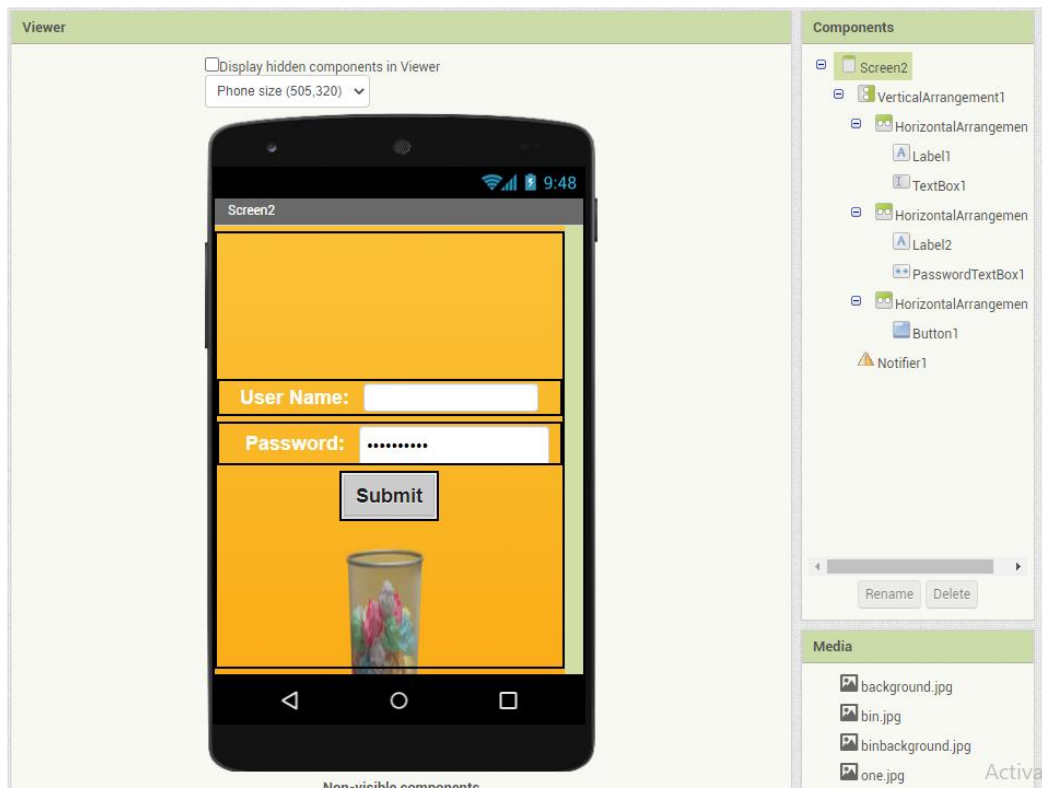 Viewer
Display hidden components in Viewer
Phone size (505,320)
9:48
Screen2
User Name:
Password: ••••••••••
Submit
Non-visible components
Components
Screen2
VerticalArrangement1
HorizontalArrangemen
Label1
TextBox1
HorizontalArrangemen
Label2
PasswordTextBox1
HorizontalArrangemen
Button1
Notifier1
Rename Delete
Media
background.jpg
bin.jpg
binbackground.jpg
one.jpg
Activa